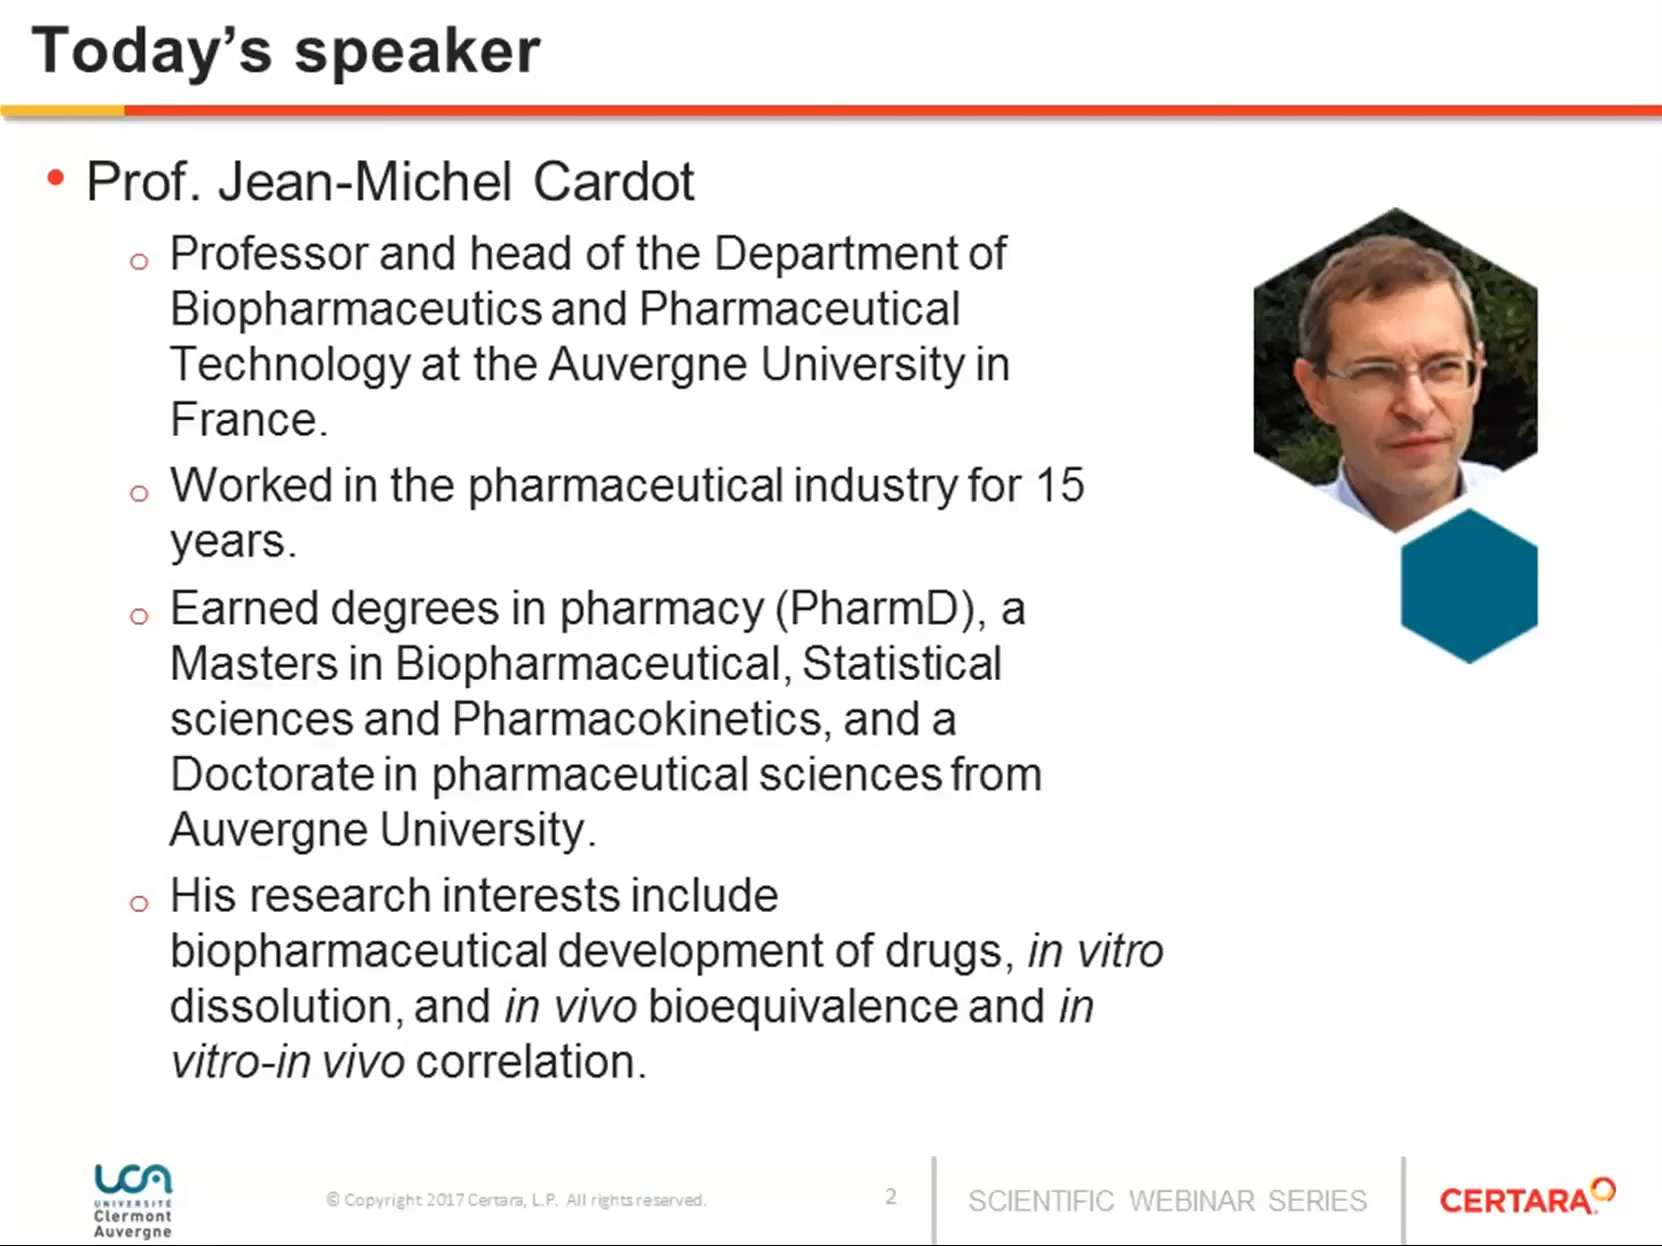 Today’s speaker
• Prof. Jean-Michel Cardot
o Professor and head of the Department of
Biopharmaceutics and Pharmaceutical
Technology at the Auvergne University in
France.
o Worked in the pharmaceutical industry for 15
years.
o Earned degrees in pharmacy (PharmD), a
Masters in Biopharmaceutical, Statistical
sciences and Pharmacokinetics, and a
Doctorate in pharmaceutical sciences from
Auvergne University.
o His research interests include
biopharmaceutical development of drugs, in vitro
dissolution, and in vivo bioequivalence and in
vitro-in vivo correlation.
UCA
UNIVERSITÉ
Clermont
Auvergne
© Copyright 2017 Certara, L.P. All rights reserved.
2
SCIENTIFIC WEBINAR SERIES
CERTARA